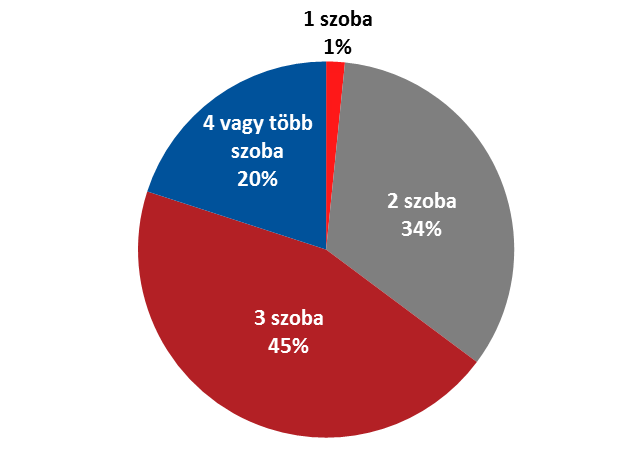 1 szoba
1%
4 vagy több
szoba
20%
2 szoba
34%
3 szoba
45%